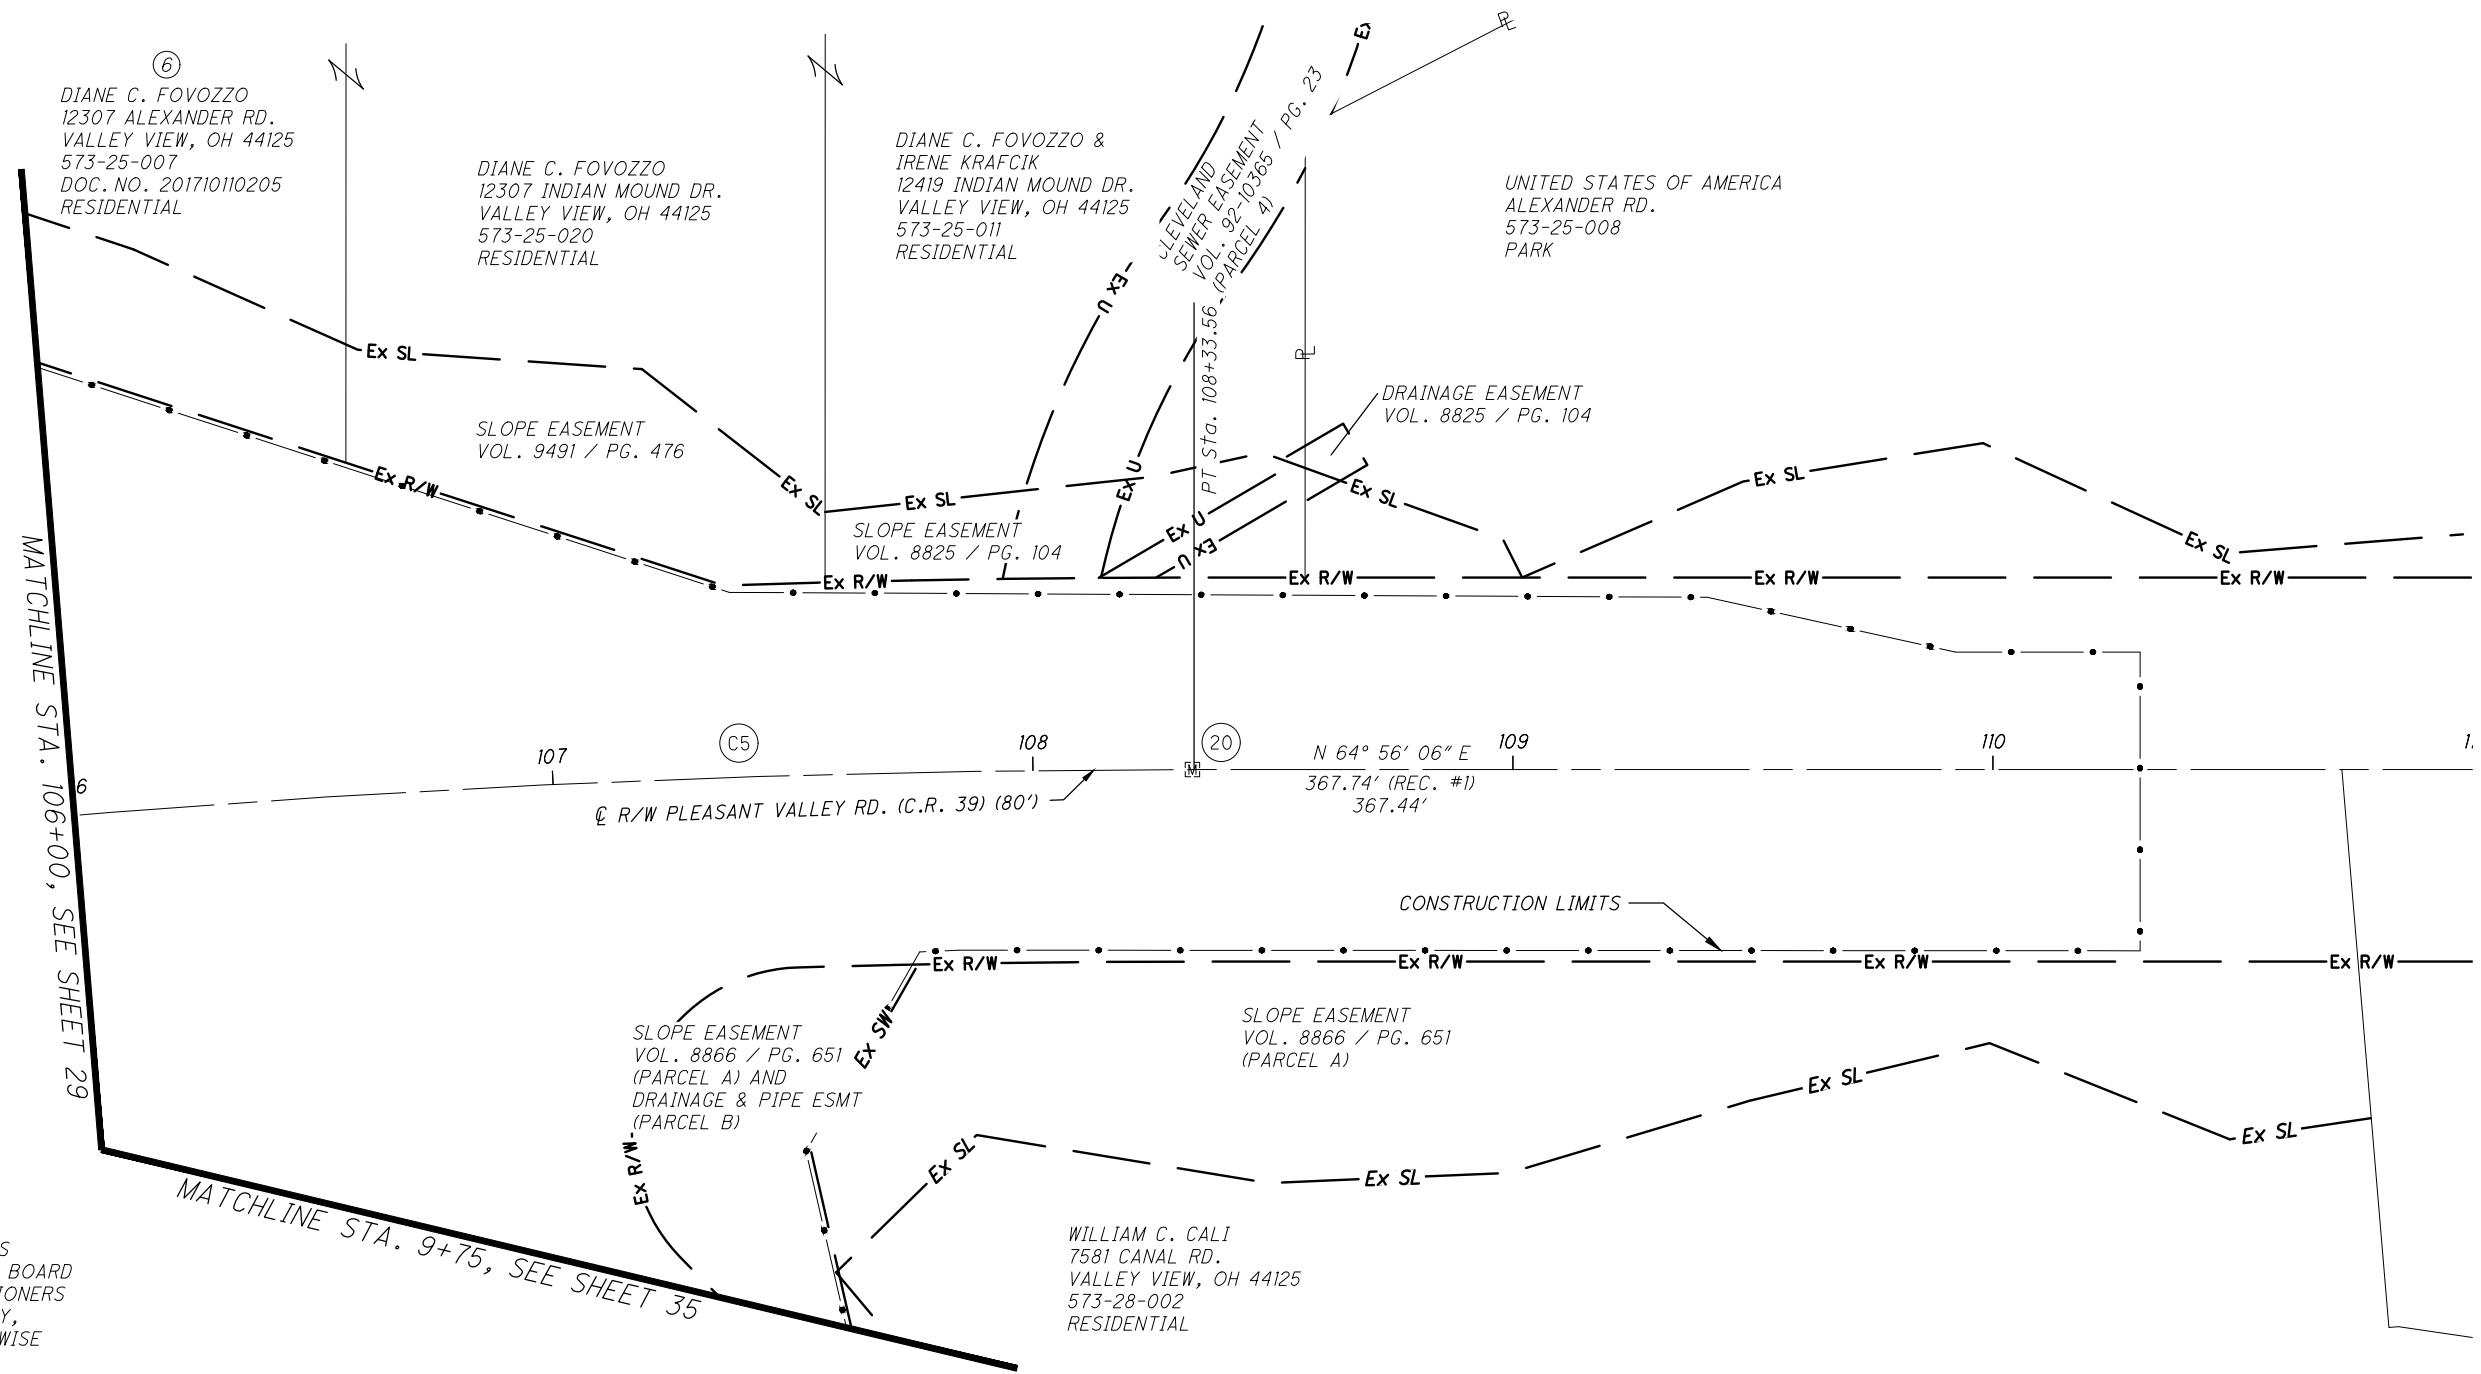 6
DIANE C. FOVOZZO
12307 ALEXANDER RD.
VALLEY VIEW, OH 44125
573-25-007
DOC. NO. 201710110205
RESIDENTIAL
DIANE C. FOVOZZO
12307 INDIAN MOUND DR.
VALLEY VIEW, OH 44125
573-25-020
RESIDENTIAL
DIANE C. FOVOZZO &
IRENE KRAFCIK
12419 INDIAN MOUND DR.
VALLEY VIEW, OH 44125
573-25-011
RESIDENTIAL
CLEVELAND
SEWER EASEMENT
VOL. 92-10365 / PG. 23
(PARCEL 4)
Ex
PL
UNITED STATES OF AMERICA
ALEXANDER RD.
573-25-008
PARK
Ex U
PT Sta. 108+33.56
PL
Ex SL
DRAINAGE EASEMENT
VOL. 8825 / PG. 104
SLOPE EASEMENT
VOL. 9491 / PG. 476
Ex R/W
Ex SL
Ex SL
Ex U
Ex SL
Ex SL
Ex SL
SLOPE EASEMENT
VOL. 8825 / PG. 104
Ex U
Ex U
Ex R/W
Ex R/W
Ex R/W
Ex R/W
MATCHLINE STA. 106+00, SEE SHEET 29
6
107
C5
108
20
N 64° 56' 06" E
109
110
M
367.74' (REC. #1)
367.44'
CL R/W PLEASANT VALLEY RD. (C.R. 39) (80')
CONSTRUCTION LIMITS
Ex R/W
Ex R/W
Ex R/W
Ex R/W
SLOPE EASEMENT
VOL. 8866 / PG. 651
(PARCEL A) AND
DRAINAGE & PIPE ESMT
(PARCEL B)
Ex SW
SLOPE EASEMENT
VOL. 8866 / PG. 651
(PARCEL A)
Ex R/W
Ex SL
Ex SL
Ex SL
Ex SL
MATCHLINE STA. 9+75, SEE SHEET 35
WILLIAM C. CALI
7581 CANAL RD.
VALLEY VIEW, OH 44125
573-28-002
RESIDENTIAL
S
BOARD
IONERS
Y,
WISE